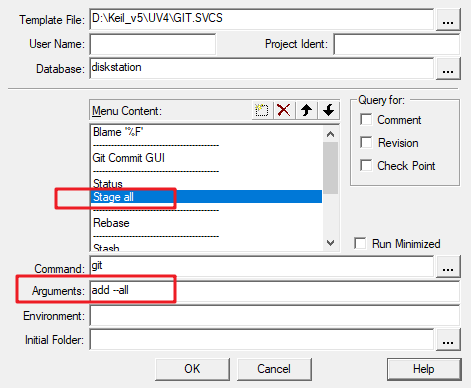 Template File: D:\Keil_v5\UV4\GIT.SVCS ...
User Name: Project Ident:
Database: diskstation ...
Menu Content: Query for:
Blame '%F' Comment
----------------------------------------
Git Commit GUI Revision
----------------------------------------
Status Check Point
Stage all
----------------------------------------
Rebase
----------------------------------------
Stash Run Minimized
Command: git ...
Arguments: add --all
Environment:
Initial Folder: ...
OK Cancel Help